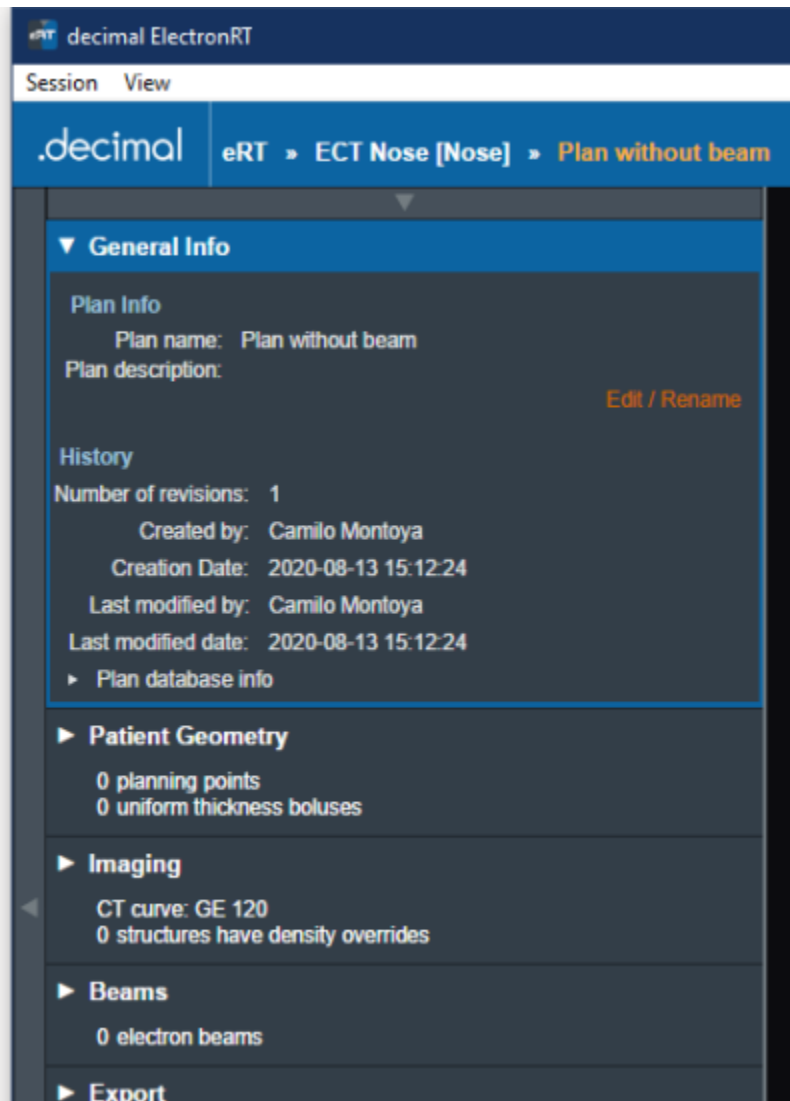 eRT decimal ElectronRT
Session View
.decimal eRT » ECT Nose [Nose] » Plan without beam
▼ General Info
Plan Info
Plan name: Plan without beam
Plan description:
Edit / Rename
History
Number of revisions: 1
Created by: Camilo Montoya
Creation Date: 2020-08-13 15:12:24
Last modified by: Camilo Montoya
Last modified date: 2020-08-13 15:12:24
▸ Plan database info
► Patient Geometry
0 planning points
0 uniform thickness boluses
► Imaging
CT curve: GE 120
0 structures have density overrides
► Beams
0 electron beams
► Export